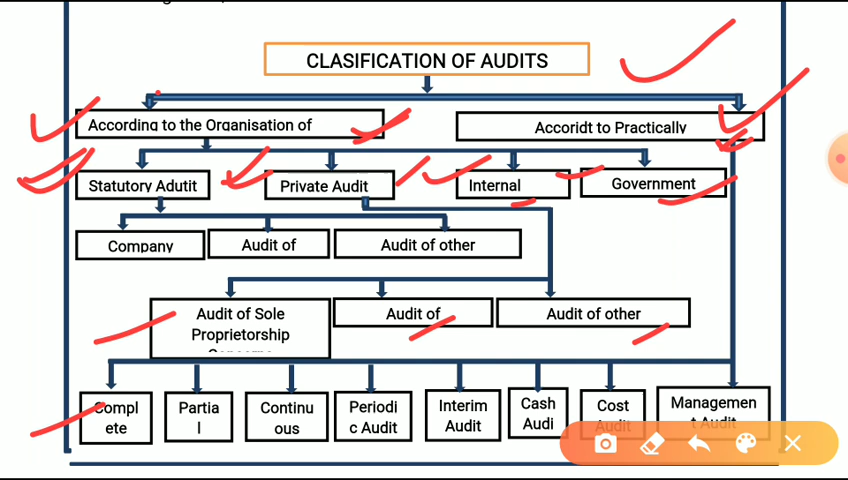 CLASIFICATION OF AUDITS
According to the Organisation of
Accoridt to Practically
Statutory Adutit
Private Audit
Internal
Government
Company
Audit of
Audit of other
Audit of Sole
Proprietorship
Audit of
Audit of other
Compl
ete
Partia
l
Continu
ous
Periodi
c Audit
Interim
Audit
Cash
Audi
Cost
Audit
Managemen
t Audit